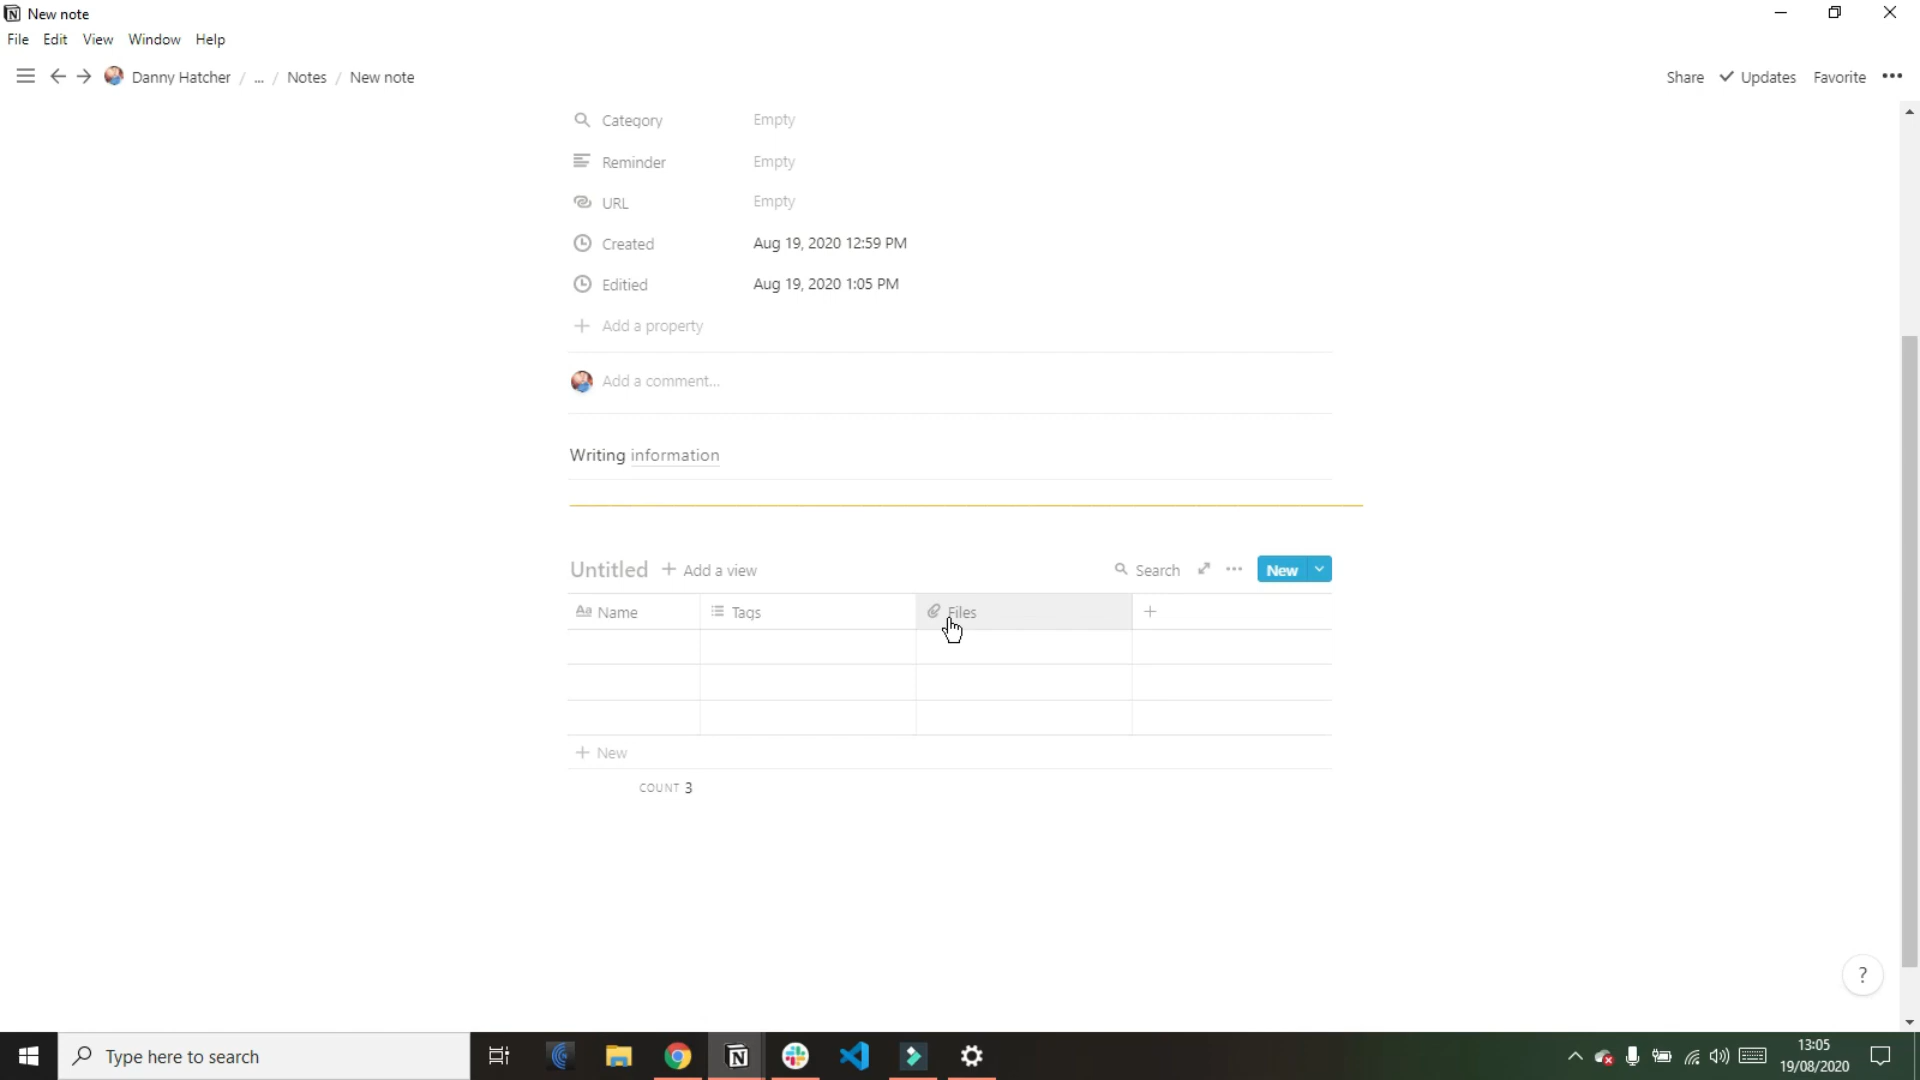 New note
File Edit View Window Help
Danny Hatcher / ... / Notes / New note Share Updates Favorite
Category Empty
Reminder Empty
URL Empty
Created Aug 19, 2020 12:59 PM
Editied Aug 19, 2020 1:05 PM
+ Add a property
Add a comment...
Writing information
Untitled + Add a view Search ... New
Aa Name Tags Files +
+ New
COUNT 3
?
Type here to search 13:05
19/08/2020